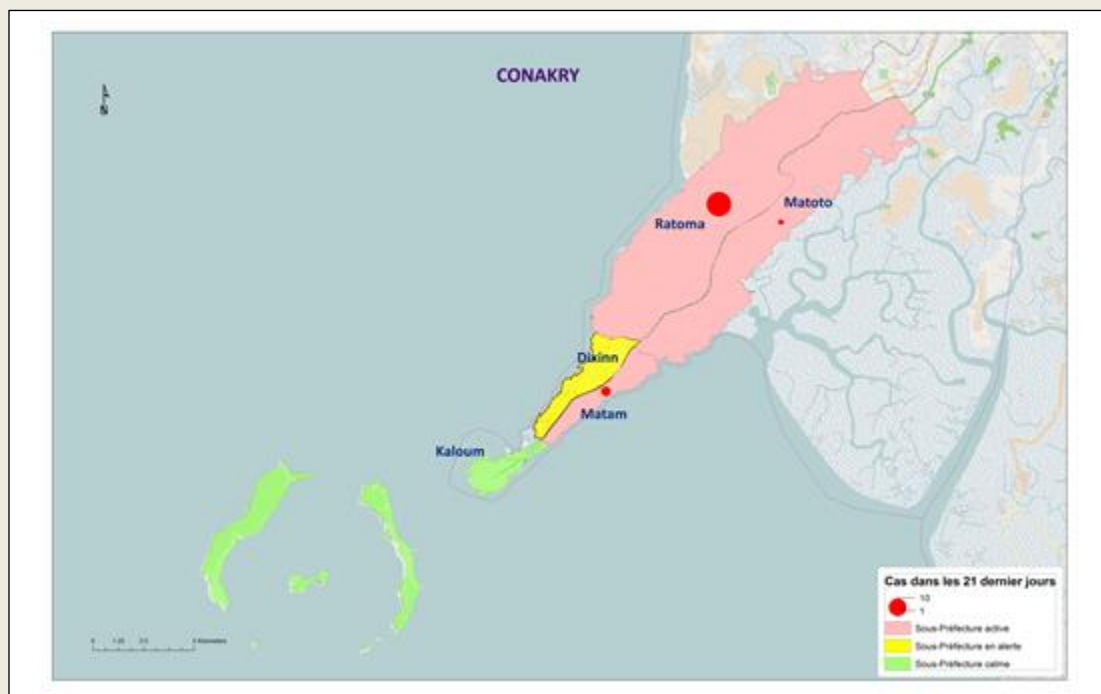 CONAKRY
N
Ratoma
Matoto
Dixinn
Matam
Kaloum
Cas dans les 21 dernier jours
10
1
Sous-Préfecture active
Sous-Préfecture en alerte
Sous-Préfecture calme